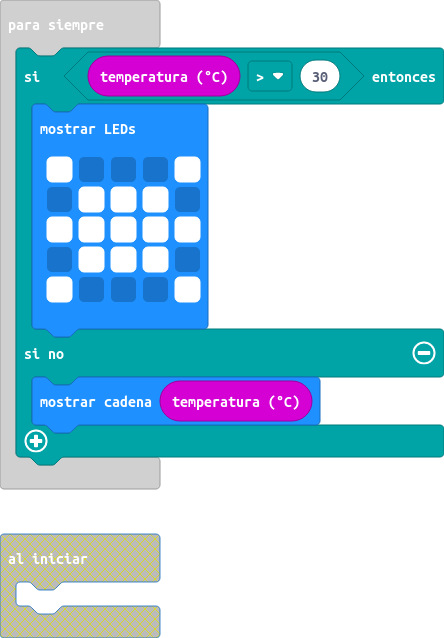 para siempre
si temperatura (°C) > 30 entonces
mostrar LEDs
si no
mostrar cadena temperatura (°C)
al iniciar